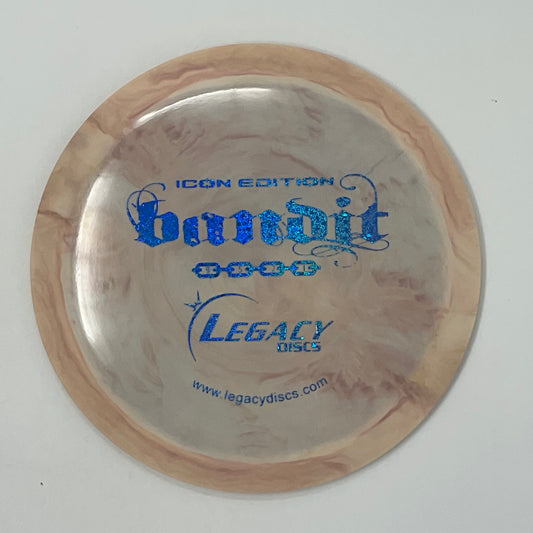 ICON EDITION
bandit
LEGACY
DISCS
www.legacydiscs.com